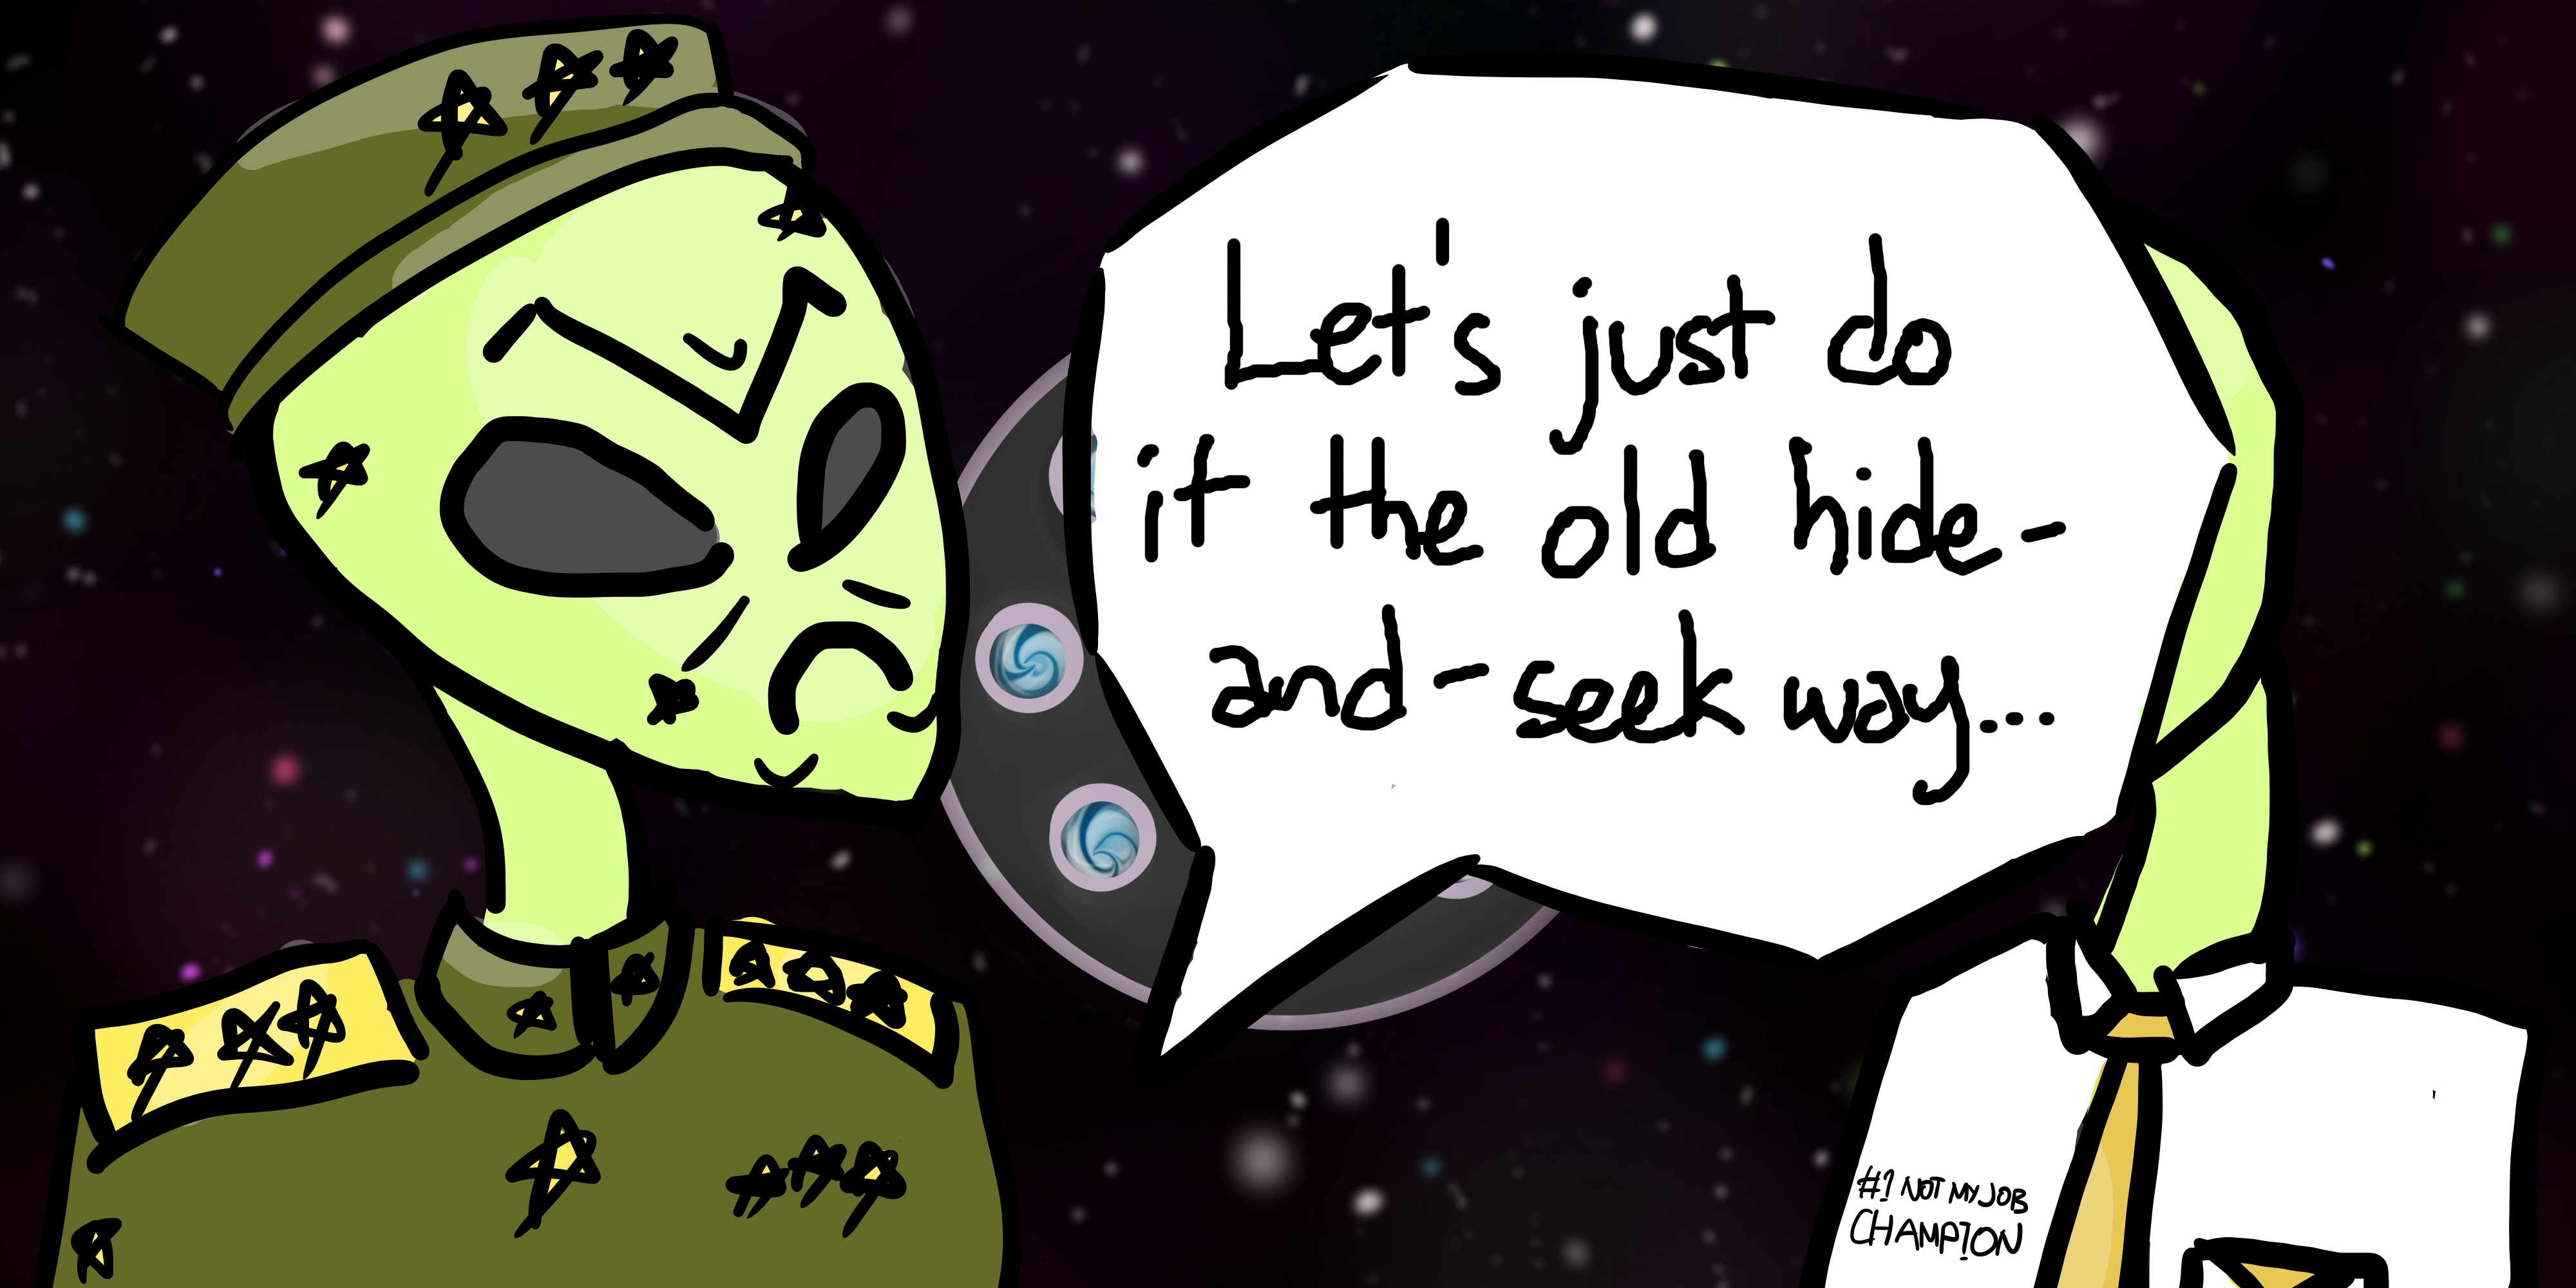 Let's just do
it the old hide-
and-seek way...
#1 NOT MY JOB
CHAMPION